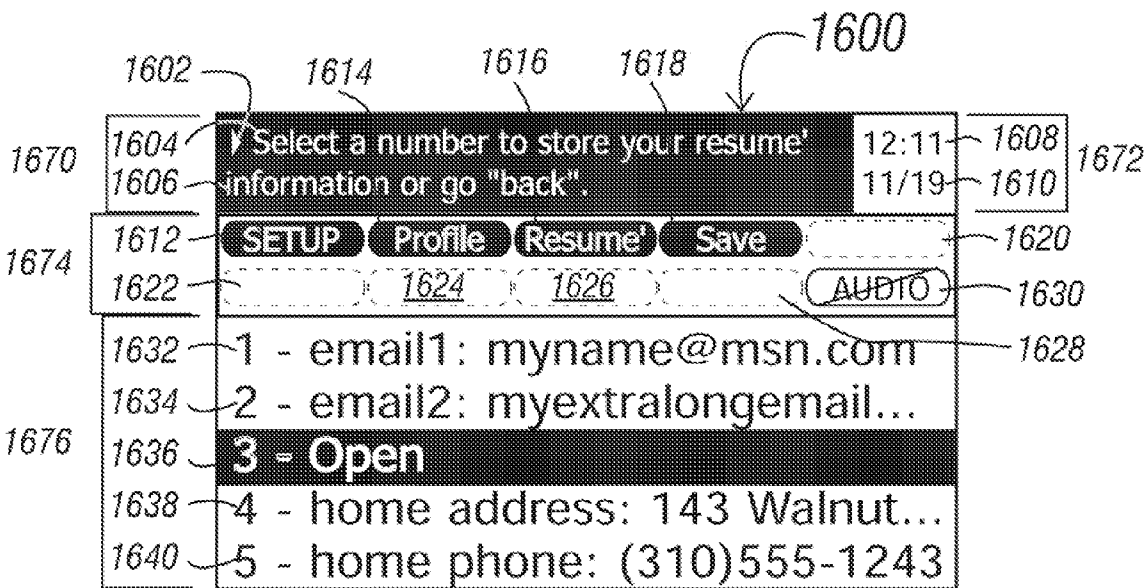 1600
1602 1614 1616 1618
1670 1604 Select a number to store your resume' 12:11 1608 1672
1606 information or go "back". 11/19 1610
1674 1612 SETUP Profile Resume' Save 1620
1622 1624 1626 AUDIO 1630
1632 1 - email1: myname@msn.com 1628
1634 2 - email2: myextralongemail...
1676 1636 3 - Open
1638 4 - home address: 143 Walnut...
1640 5 - home phone: (310)555-1243